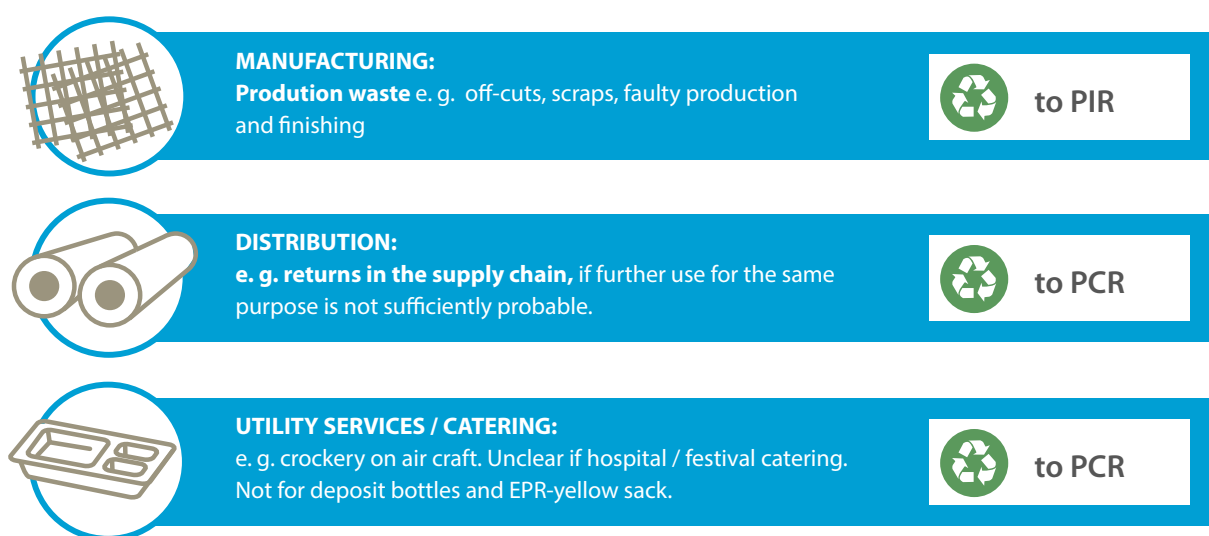 MANUFACTURING:
Prodution waste e. g. off-cuts, scraps, faulty production
and finishing
to PIR
DISTRIBUTION:
e. g. returns in the supply chain, if further use for the same
purpose is not sufficiently probable.
to PCR
UTILITY SERVICES / CATERING:
e. g. crockery on air craft. Unclear if hospital / festival catering.
Not for deposit bottles and EPR-yellow sack.
to PCR